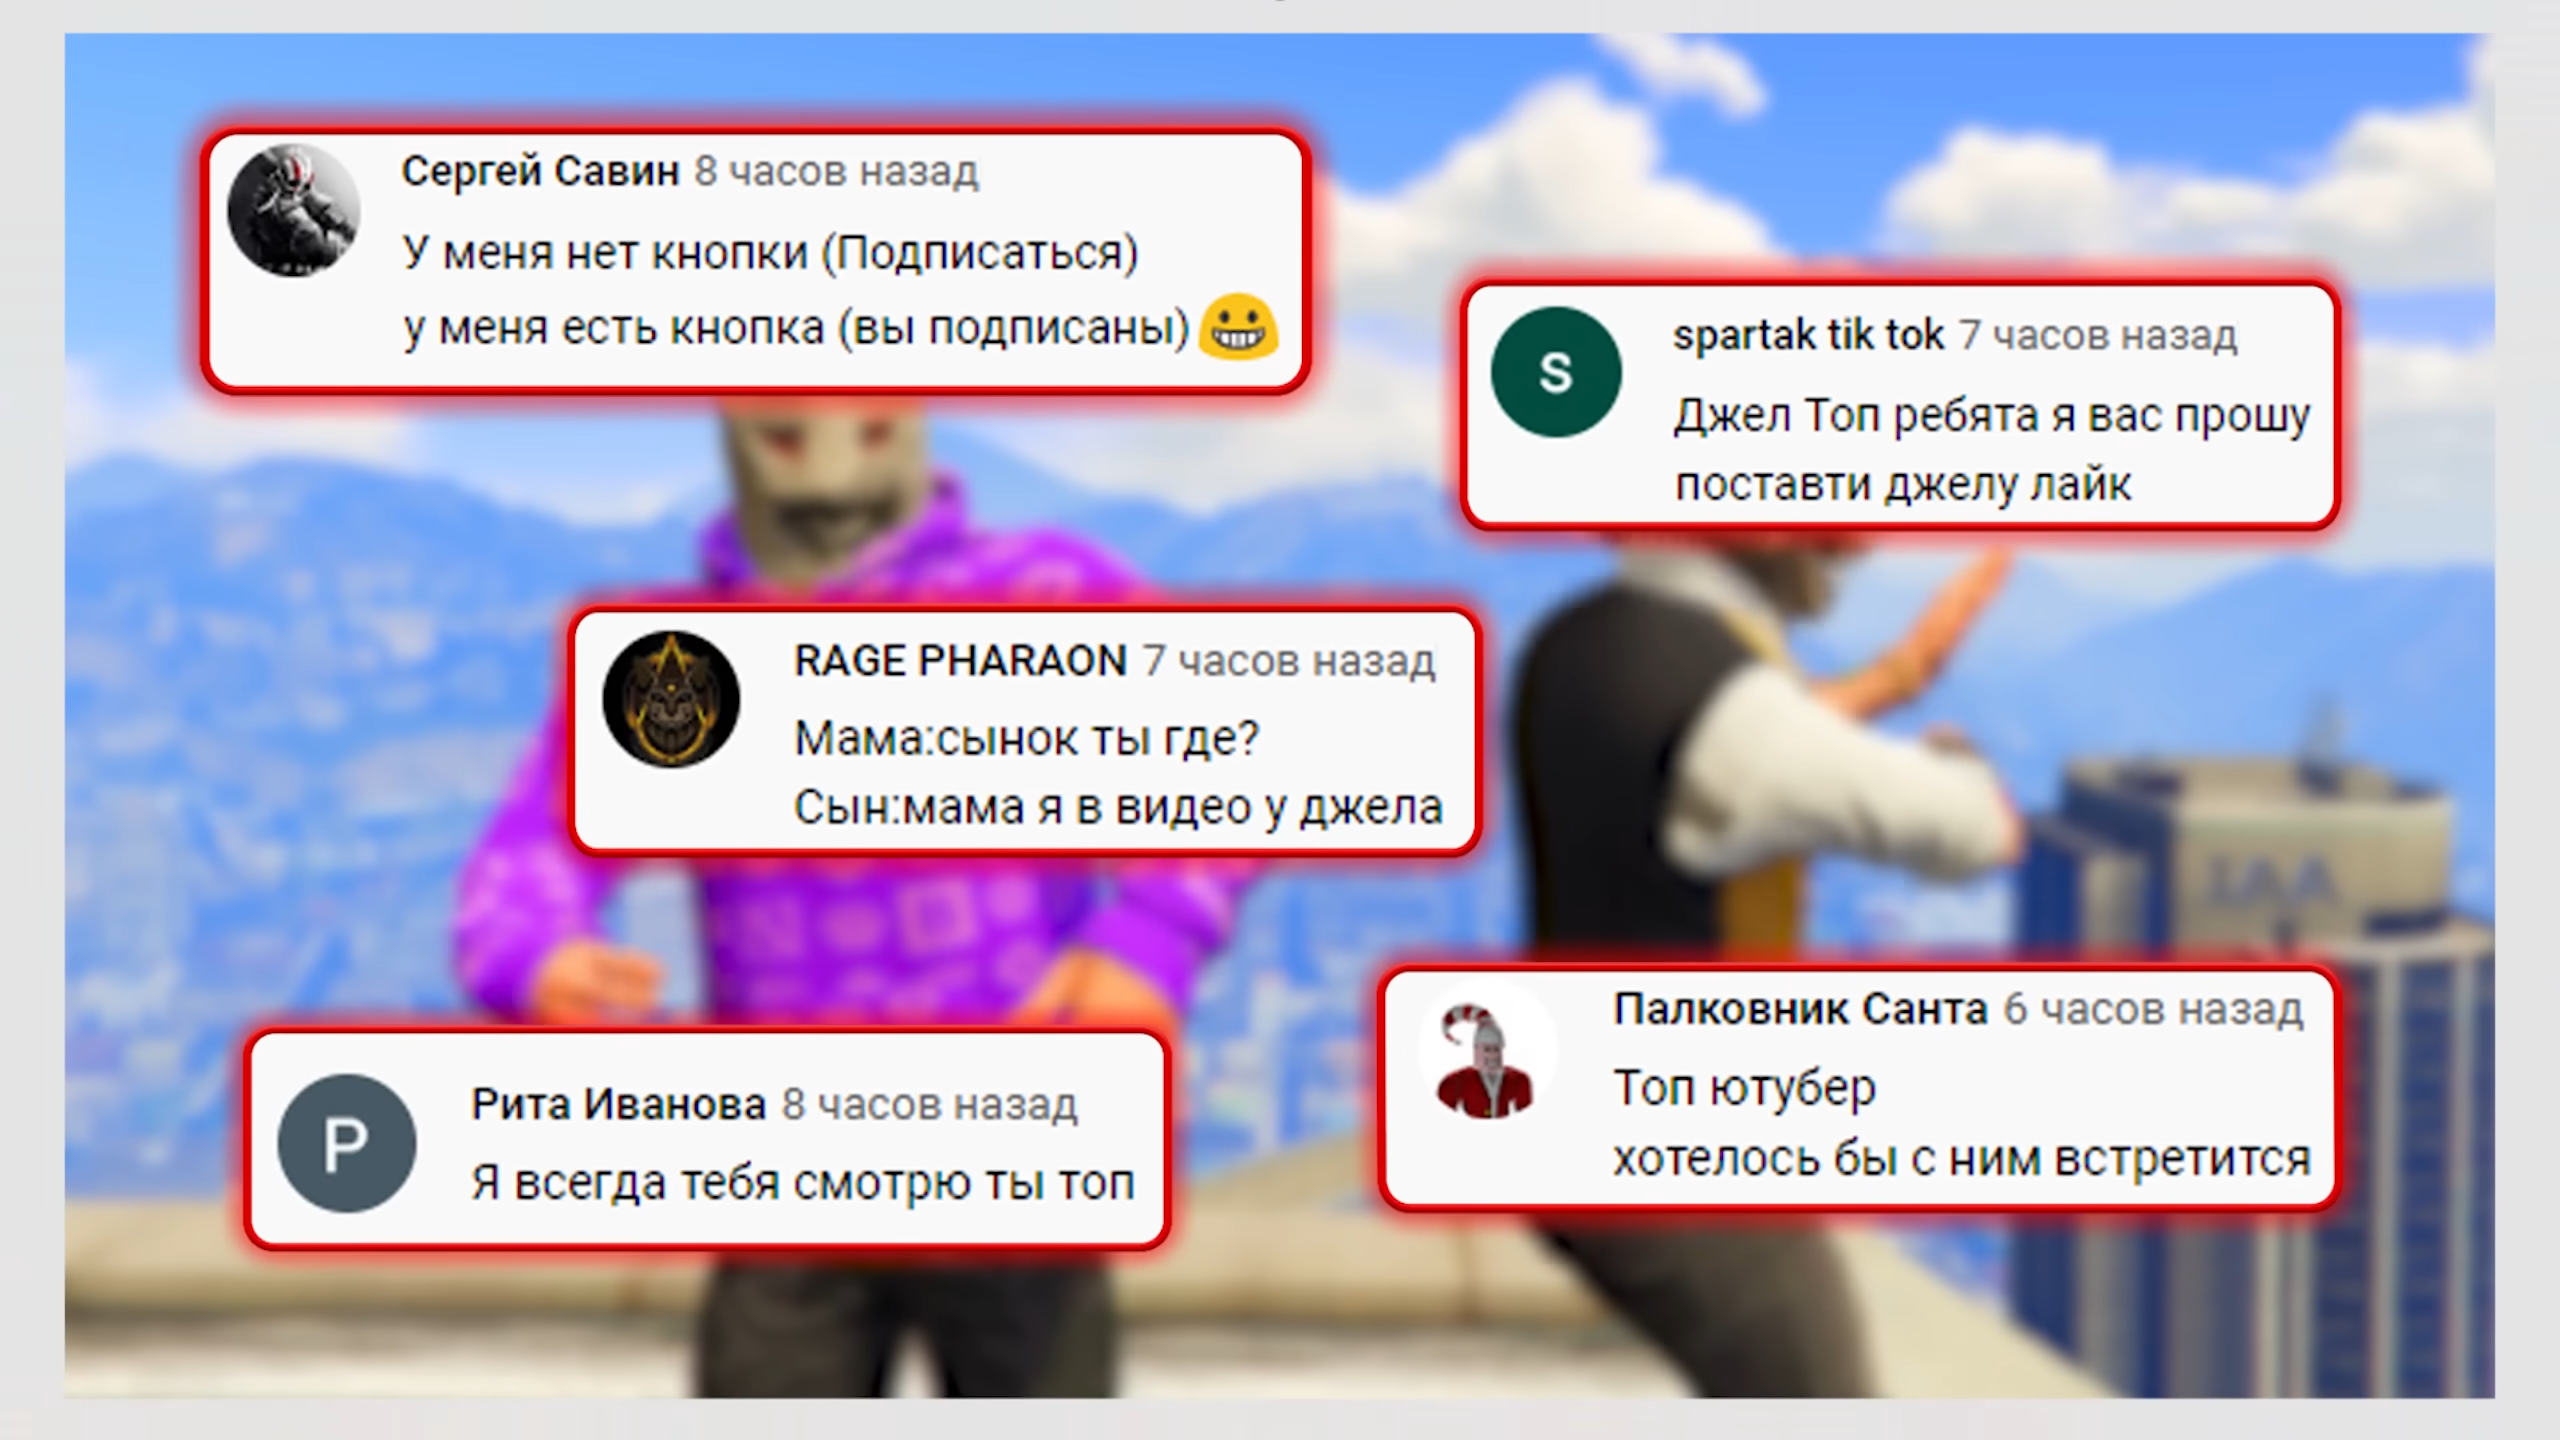 Сергей Савин 8 часов назад
У меня нет кнопки (Подписаться)
у меня есть кнопка (вы подписаны)😀
S
spartak tik tok 7 часов назад
Джел Топ ребята я вас прошу
поставти джелу лайк
RAGE PHARAON 7 часов назад
Мама:сынок ты где?
Сын:мама я в видео у джела
IAA
Р
Рита Иванова 8 часов назад
Я всегда тебя смотрю ты топ
Палковник Санта 6 часов назад
Топ ютубер
хотелось бы с ним встретится